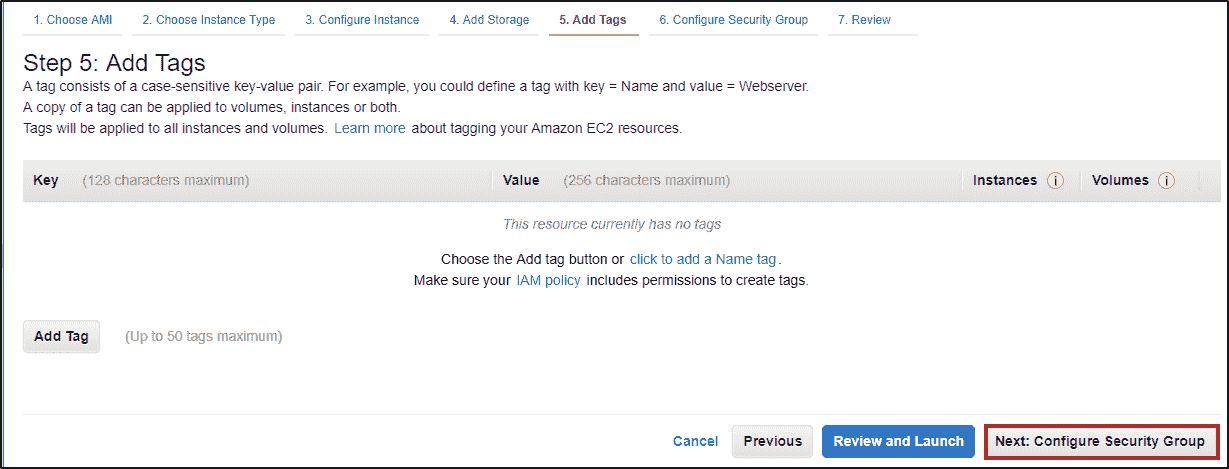 1. Choose AMI 2. Choose Instance Type 3. Configure Instance 4. Add Storage 5. Add Tags 6. Configure Security Group 7. Review
Step 5: Add Tags
A tag consists of a case-sensitive key-value pair. For example, you could define a tag with key = Name and value = Webserver.
A copy of a tag can be applied to volumes, instances or both.
Tags will be applied to all instances and volumes. Learn more about tagging your Amazon EC2 resources.
Key (128 characters maximum) Value (256 characters maximum) Instances i Volumes i
This resource currently has no tags
Choose the Add tag button or click to add a Name tag.
Make sure your IAM policy includes permissions to create tags.
Add Tag (Up to 50 tags maximum)
Cancel Previous Review and Launch Next: Configure Security Group